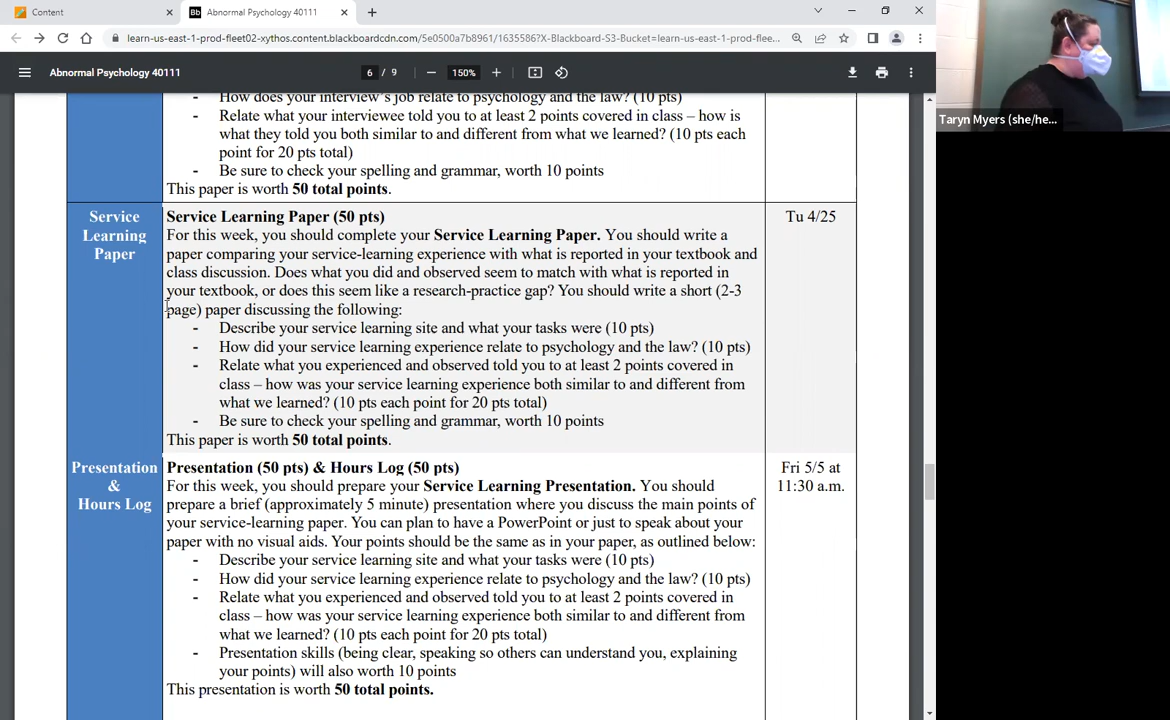 Content
Bb
Abnormal Psychology 40111
learn-us-east-1-prod-fleet02-xythos.content.blackboardcdn.com/5e0500a7b8961/1635586?X-Blackboard-S3-Bucket=learn-us-east-1-prod-flee...
Abnormal Psychology 40111
6 / 9
150%
Taryn Myers (she/he...
How does your interview's job relate to psychology and the law? (10 pts)
- Relate what your interviewee told you to at least 2 points covered in class – how is
what they told you both similar to and different from what we learned? (10 pts each
point for 20 pts total)
- Be sure to check your spelling and grammar, worth 10 points
This paper is worth 50 total points.
Service
Learning
Paper
Service Learning Paper (50 pts)
For this week, you should complete your Service Learning Paper. You should write a
paper comparing your service-learning experience with what is reported in your textbook and
class discussion. Does what you did and observed seem to match with what is reported in
your textbook, or does this seem like a research-practice gap? You should write a short (2-3
page) paper discussing the following:
- Describe your service learning site and what your tasks were (10 pts)
- How did your service learning experience relate to psychology and the law? (10 pts)
- Relate what you experienced and observed told you to at least 2 points covered in
class – how was your service learning experience both similar to and different from
what we learned? (10 pts each point for 20 pts total)
- Be sure to check your spelling and grammar, worth 10 points
This paper is worth 50 total points.
Tu 4/25
Presentation
&
Hours Log
Presentation (50 pts) & Hours Log (50 pts)
For this week, you should prepare your Service Learning Presentation. You should
prepare a brief (approximately 5 minute) presentation where you discuss the main points of
your service-learning paper. You can plan to have a PowerPoint or just to speak about your
paper with no visual aids. Your points should be the same as in your paper, as outlined below:
- Describe your service learning site and what your tasks were (10 pts)
- How did your service learning experience relate to psychology and the law? (10 pts)
- Relate what you experienced and observed told you to at least 2 points covered in
class – how was your service learning experience both similar to and different from
what we learned? (10 pts each point for 20 pts total)
- Presentation skills (being clear, speaking so others can understand you, explaining
your points) will also worth 10 points
This presentation is worth 50 total points.
Fri 5/5 at
11:30 a.m.